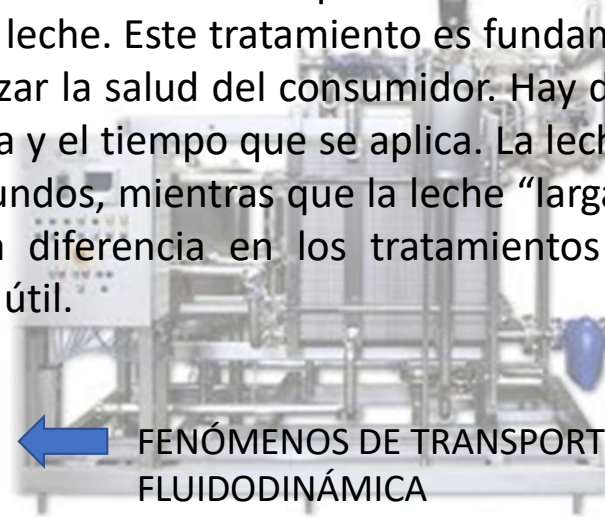 leche. Este tratamiento es fundam
zar la salud del consumidor. Hay d
a y el tiempo que se aplica. La lech
undos, mientras que la leche “larga
diferencia en los tratamientos
útil.
FENÓMENOS DE TRANSPORT
FLUIDODINÁMICA